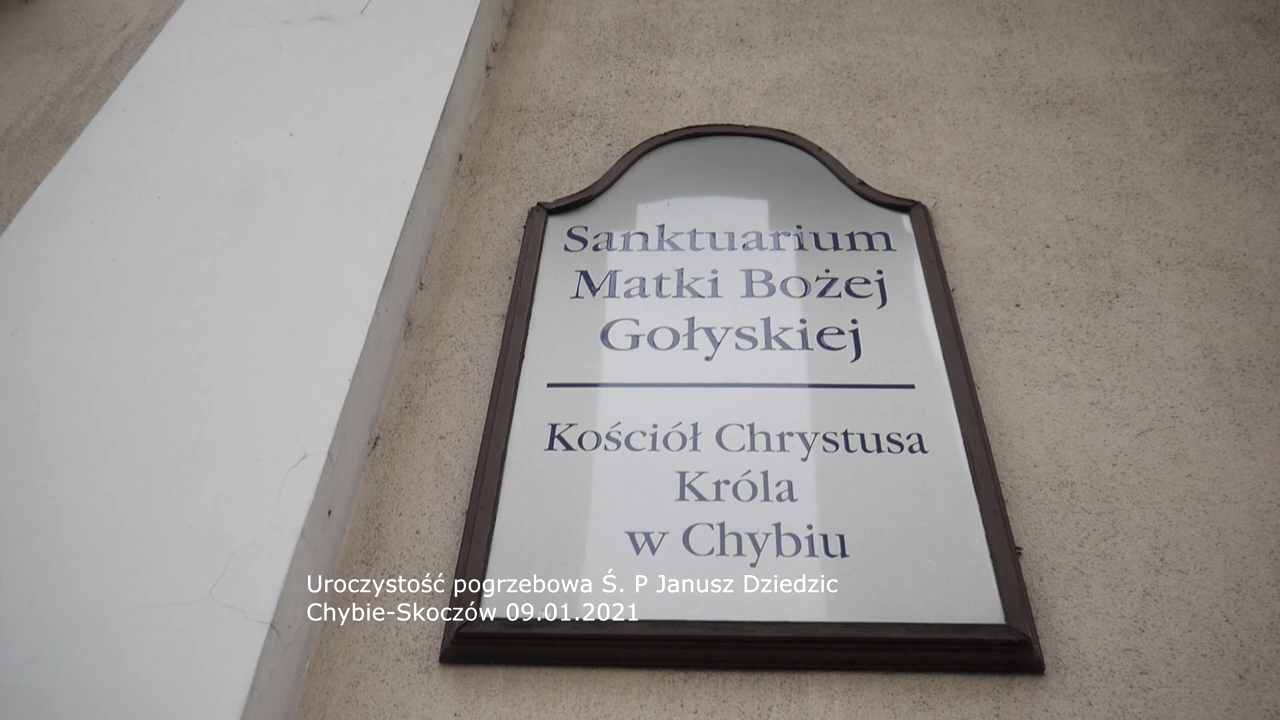 Sanktuarium
Matki Bożej
Gołyskiej
Kościół Chrystusa
Króla
w Chybiu
Uroczystość pogrzebowa Ś. P Janusz Dziedzic
Chybie-Skoczów 09.01.2021